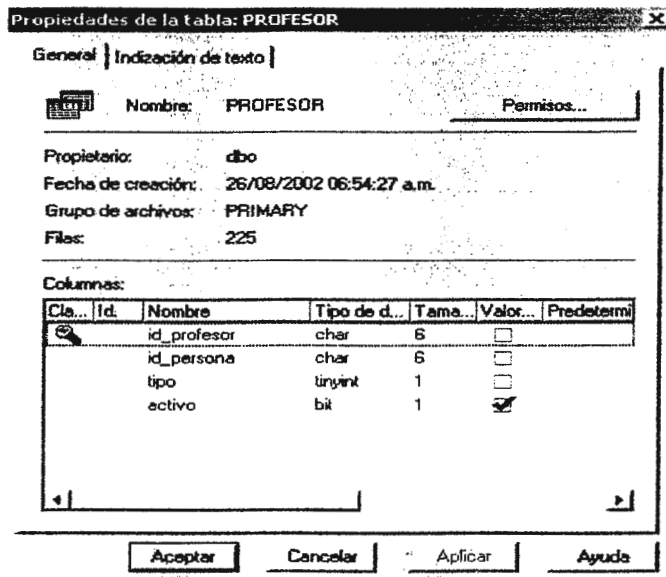 Propiedades de la tabla: PROFESOR
General Indización de texto
Nombre: PROFESOR Permisos...
Propietario: dbo
Fecha de creación: 26/08/2002 06:54:27 a.m.
Grupo de archivos: PRIMARY
Filas: 225
Columnas:
Cla... Id. Nombre Tipo de d... Tama... Valor... Predetermi
id_profesor char 6
id_persona char 6
tipo tinyint 1
activo bit 1
Aceptar Cancelar Aplicar Ayuda